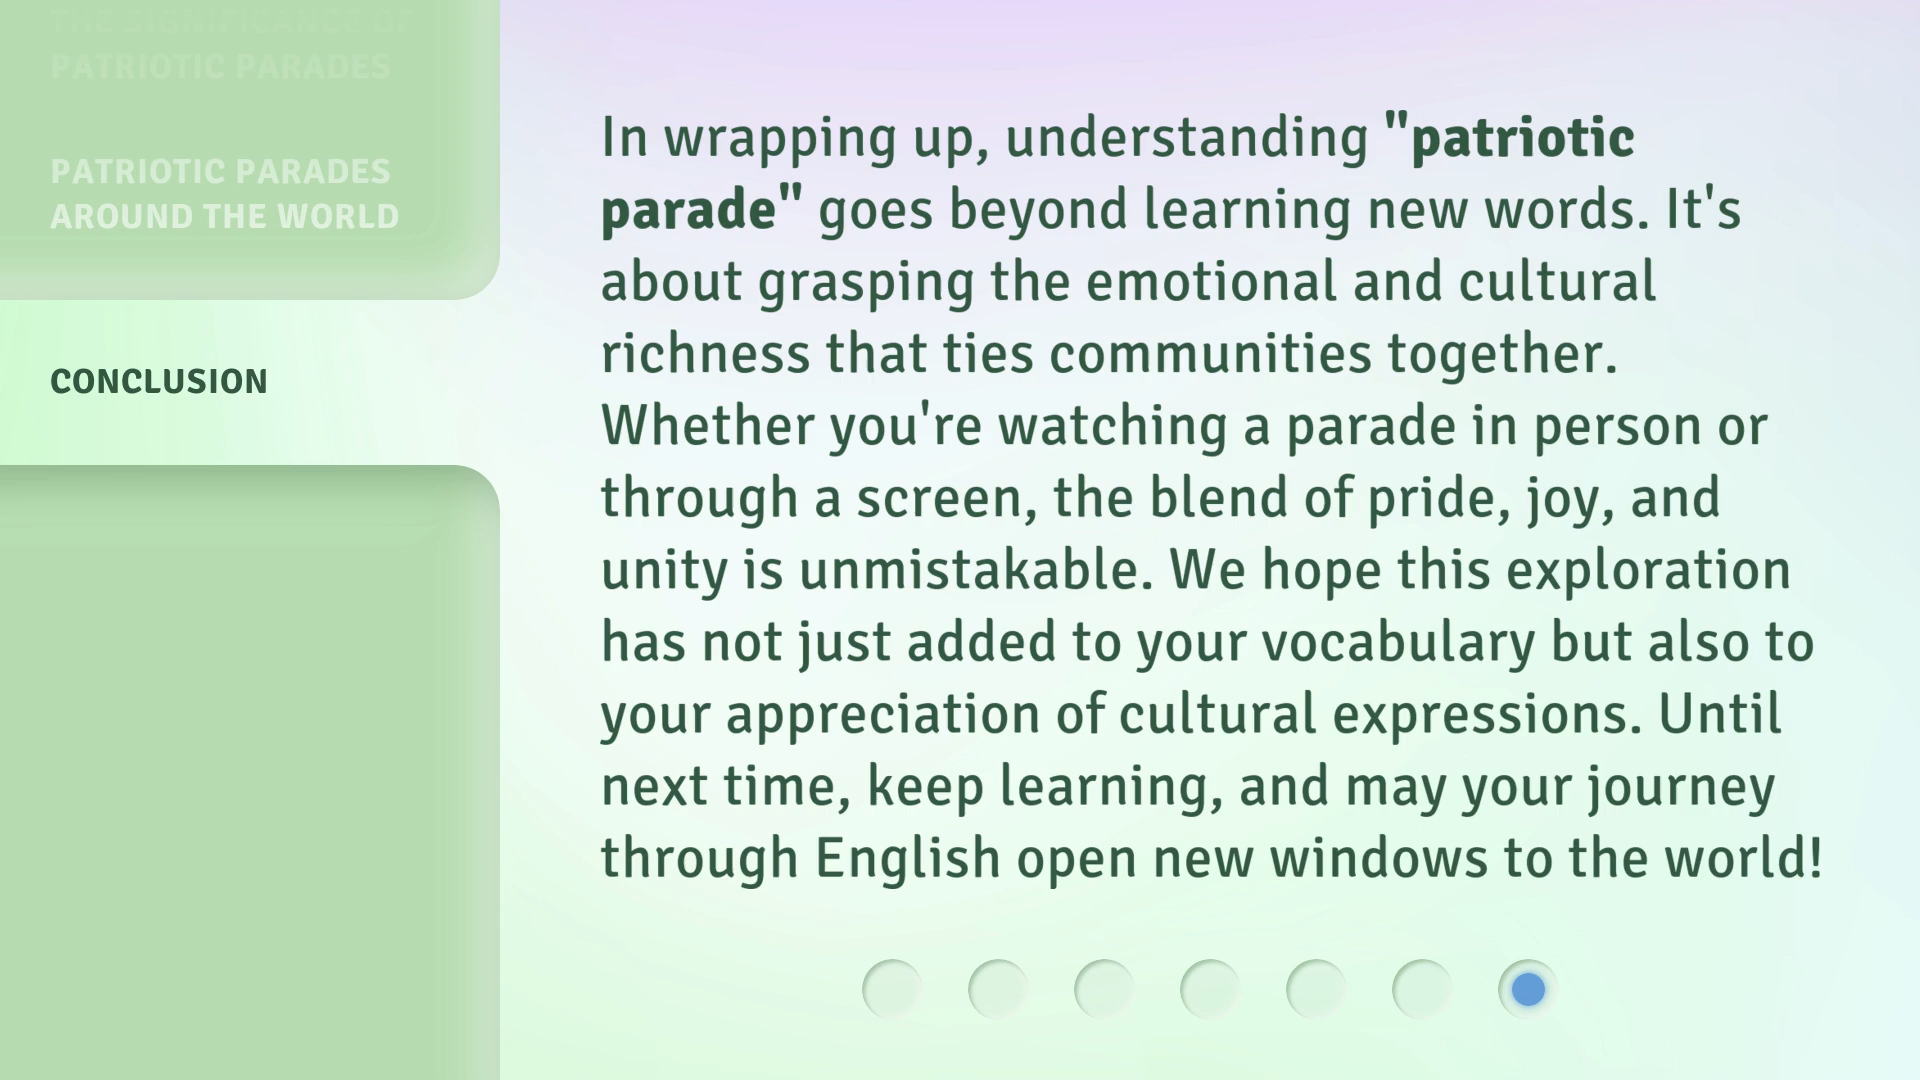 THE SIGNIFICANCE OF
PATRIOTIC PARADES
PATRIOTIC PARADES
AROUND THE WORLD
CONCLUSION
In wrapping up, understanding "patriotic
parade" goes beyond learning new words. It's
about grasping the emotional and cultural
richness that ties communities together.
Whether you're watching a parade in person or
through a screen, the blend of pride, joy, and
unity is unmistakable. We hope this exploration
has not just added to your vocabulary but also to
your appreciation of cultural expressions. Until
next time, keep learning, and may your journey
through English open new windows to the world!